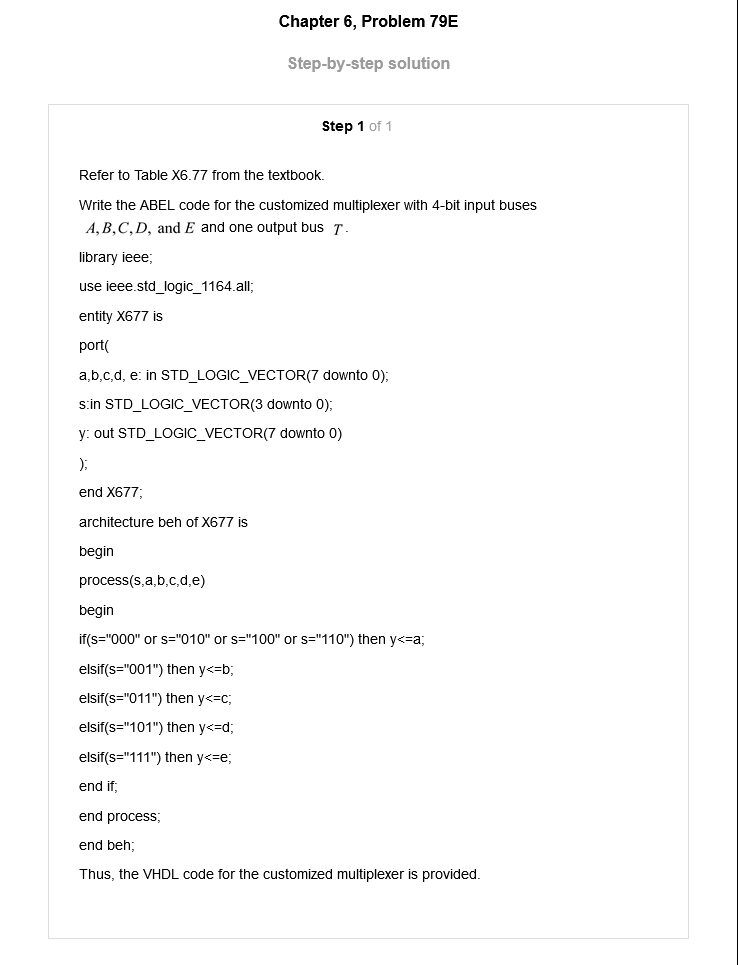 Chapter 6, Problem 79E
Step-by-step solution
Step 1 of 1
Refer to Table X6.77 from the textbook.
Write the ABEL code for the customized multiplexer with 4-bit input buses
A, B, C, D, and E and one output bus T.
library ieee;
use ieee.std_logic_1164.all;
entity X677 is
port(
a,b,c,d, e: in STD_LOGIC_VECTOR(7 downto 0);
s:in STD_LOGIC_VECTOR(3 downto 0);
y: out STD_LOGIC_VECTOR(7 downto 0)
);
end X677;
architecture beh of X677 is
begin
process(s,a,b,c,d,e)
begin
if(s="000" or s="010" or s="100" or s="110") then y<=a;
elsif(s="001") then y<=b;
elsif(s="011") then y<=c;
elsif(s="101") then y<=d;
elsif(s="111") then y<=e;
end if;
end process;
end beh;
Thus, the VHDL code for the customized multiplexer is provided.